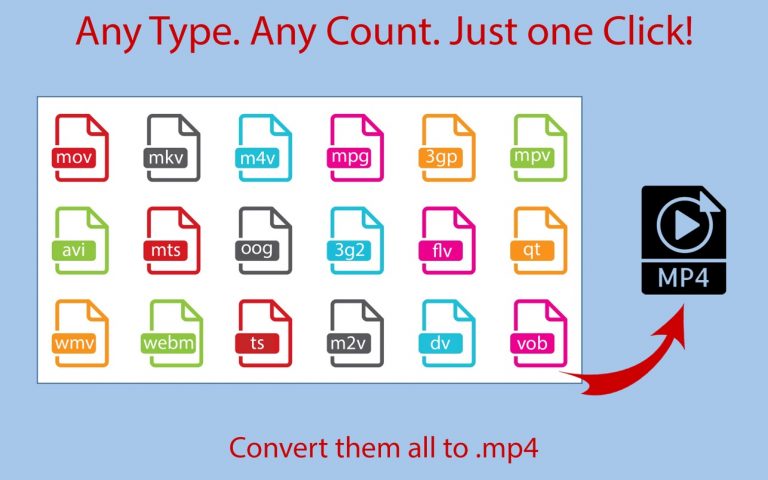 Any Type. Any Count. Just one Click!
mov mkv m4v mpg 3gp mpv
avi mts oog 3g2 flv qt
MP4
wmv webm ts m2v dv vob
Convert them all to .mp4